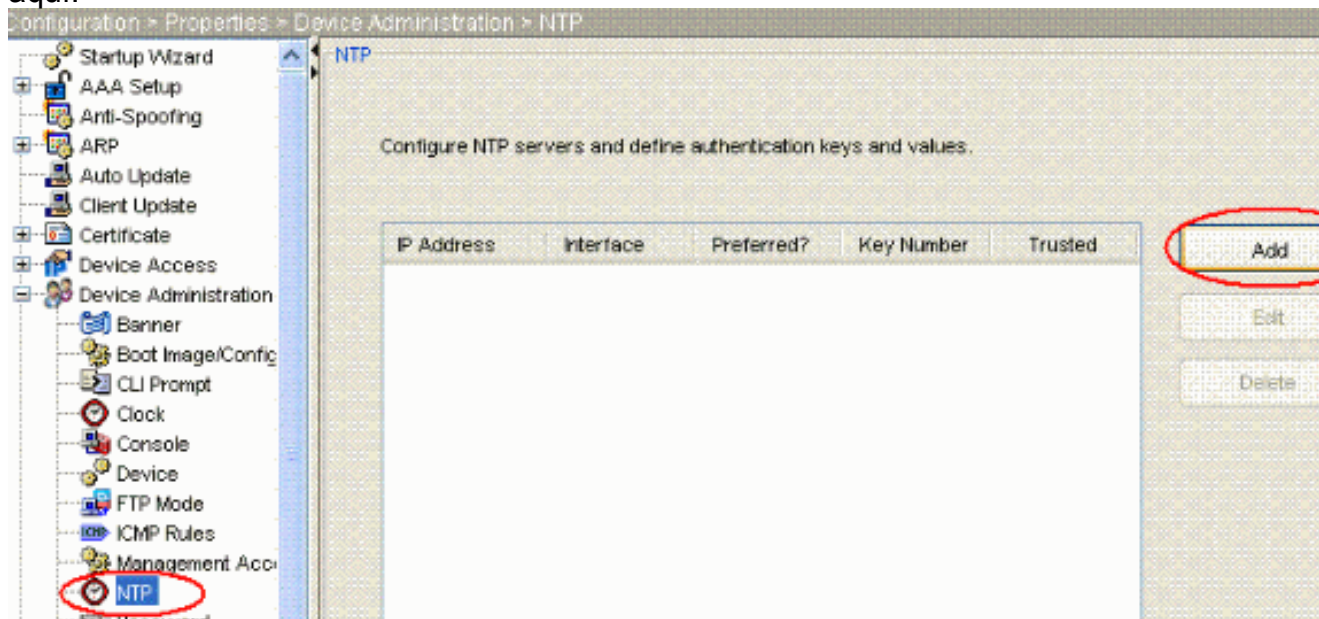 aquí.
Configuration > Properties > Device Administration > NTP
Startup Wizard
AAA Setup
Anti-Spoofing
ARP
Auto Update
Client Update
Certificate
Device Access
Device Administration
Banner
Boot Image/Config
CLI Prompt
Clock
Console
Device
FTP Mode
ICMP Rules
Management Acc
NTP
NTP
Configure NTP servers and define authentication keys and values.
IP Address Interface Preferred? Key Number Trusted
Add
Edit
Delete